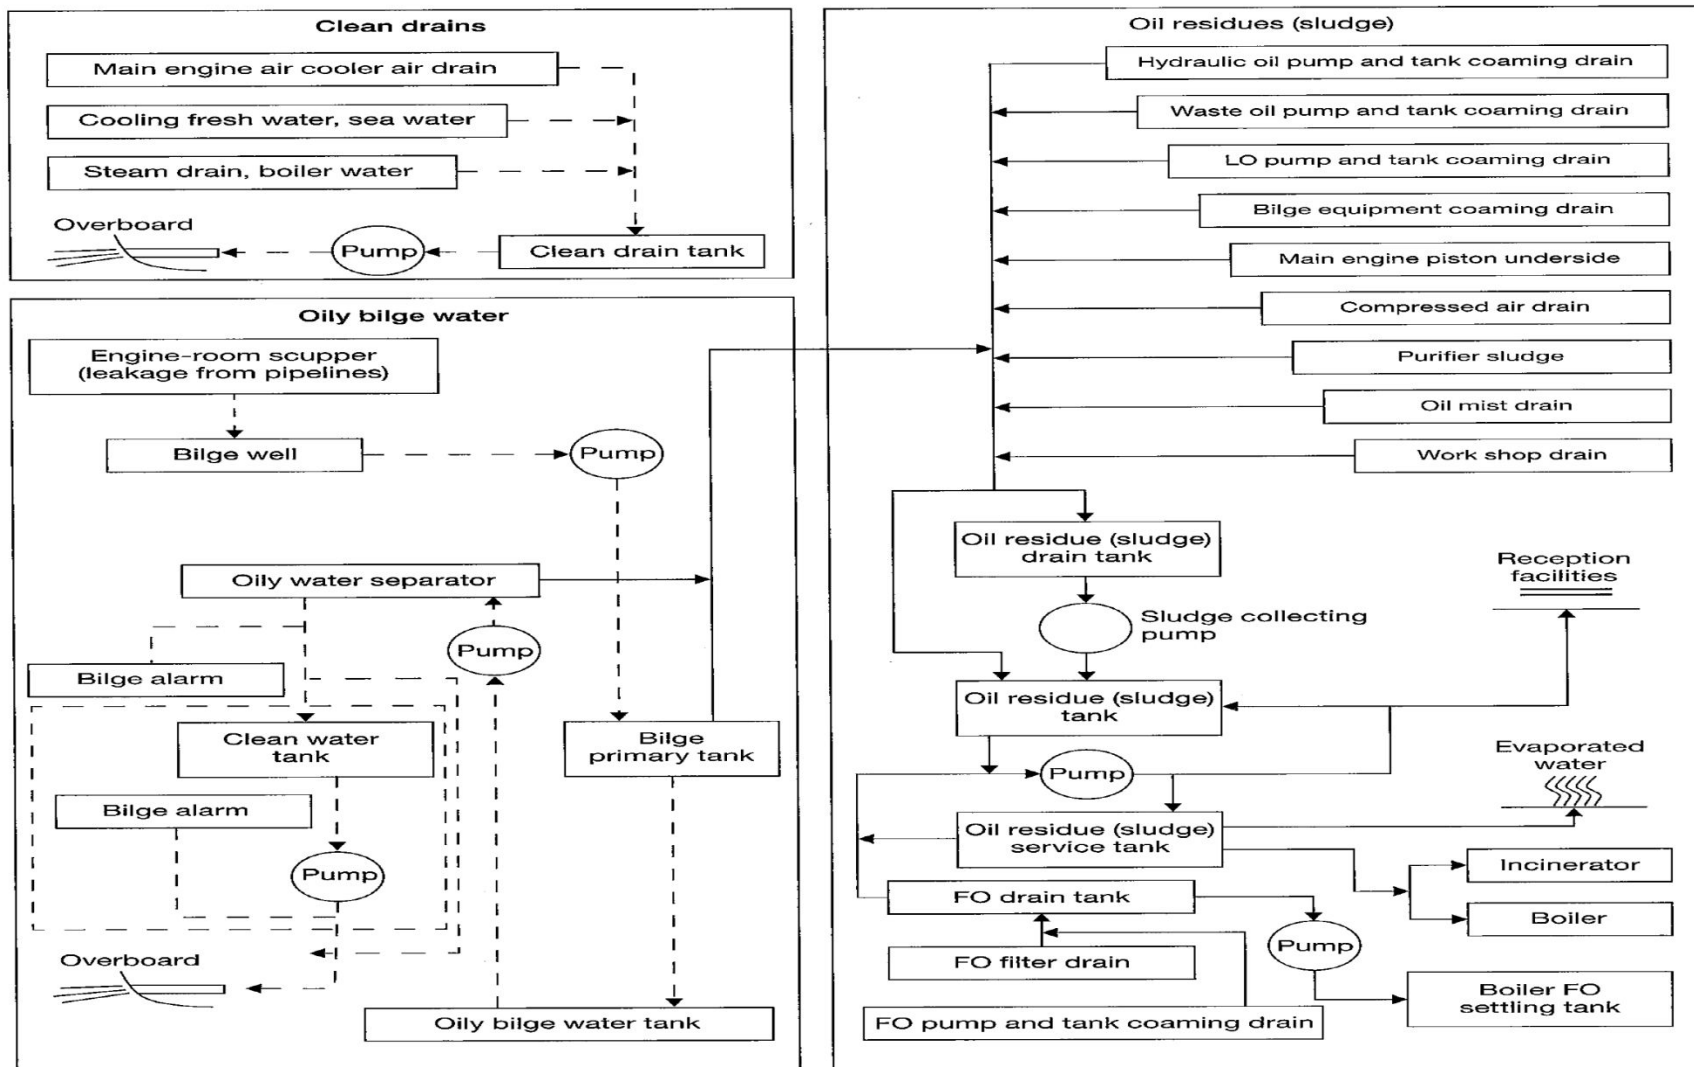 Clean drains
Main engine air cooler air drain
Cooling fresh water, sea water
Steam drain, boiler water
Overboard
Pump
Clean drain tank
Oily bilge water
Engine-room scupper
(leakage from pipelines)
Bilge well
Pump
Oily water separator
Pump
Bilge alarm
Clean water
tank
Bilge
primary tank
Bilge alarm
Pump
Overboard
Oily bilge water tank
Oil residues (sludge)
Hydraulic oil pump and tank coaming drain
Waste oil pump and tank coaming drain
LO pump and tank coaming drain
Bilge equipment coaming drain
Main engine piston underside
Compressed air drain
Purifier sludge
Oil mist drain
Work shop drain
Oil residue (sludge)
drain tank
Reception
facilities
Sludge collecting
pump
Oil residue (sludge)
tank
Evaporated
water
Pump
Oil residue (sludge)
service tank
Incinerator
FO drain tank
Boiler
Pump
FO filter drain
Boiler FO
settling tank
FO pump and tank coaming drain